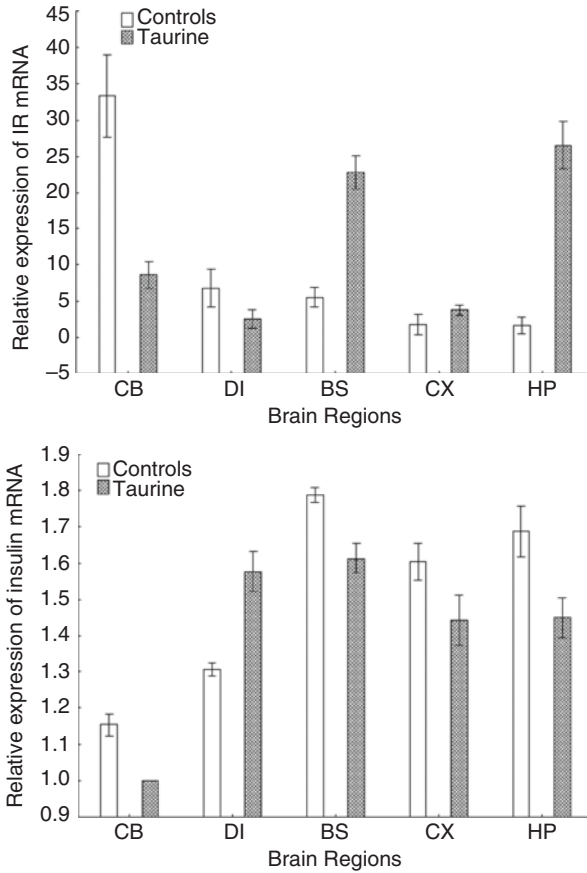 Relative expression of IR mRNA
45
40
35
30
25
20
15
10
5
0
–5
Controls
Taurine
CB DI BS CX HP
Brain Regions
Relative expression of insulin mRNA
1.9
1.8
1.7
1.6
1.5
1.4
1.3
1.2
1.1
1.0
0.9
Controls
Taurine
CB DI BS CX HP
Brain Regions